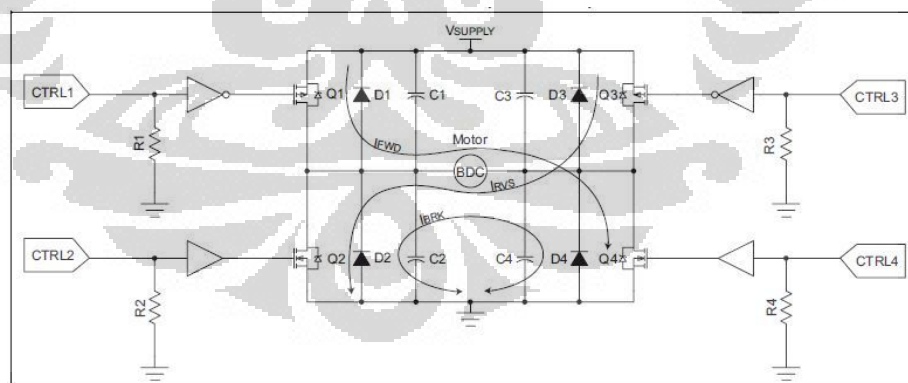 VSUPPLY
CTRL1
Q1
D1
C1
C3
D3
Q3
CTRL3
R1
IFWD
Motor
R3
BDC
IRVS
IBRK
CTRL2
Q2
D2
C2
C4
D4
Q4
CTRL4
R2
R4